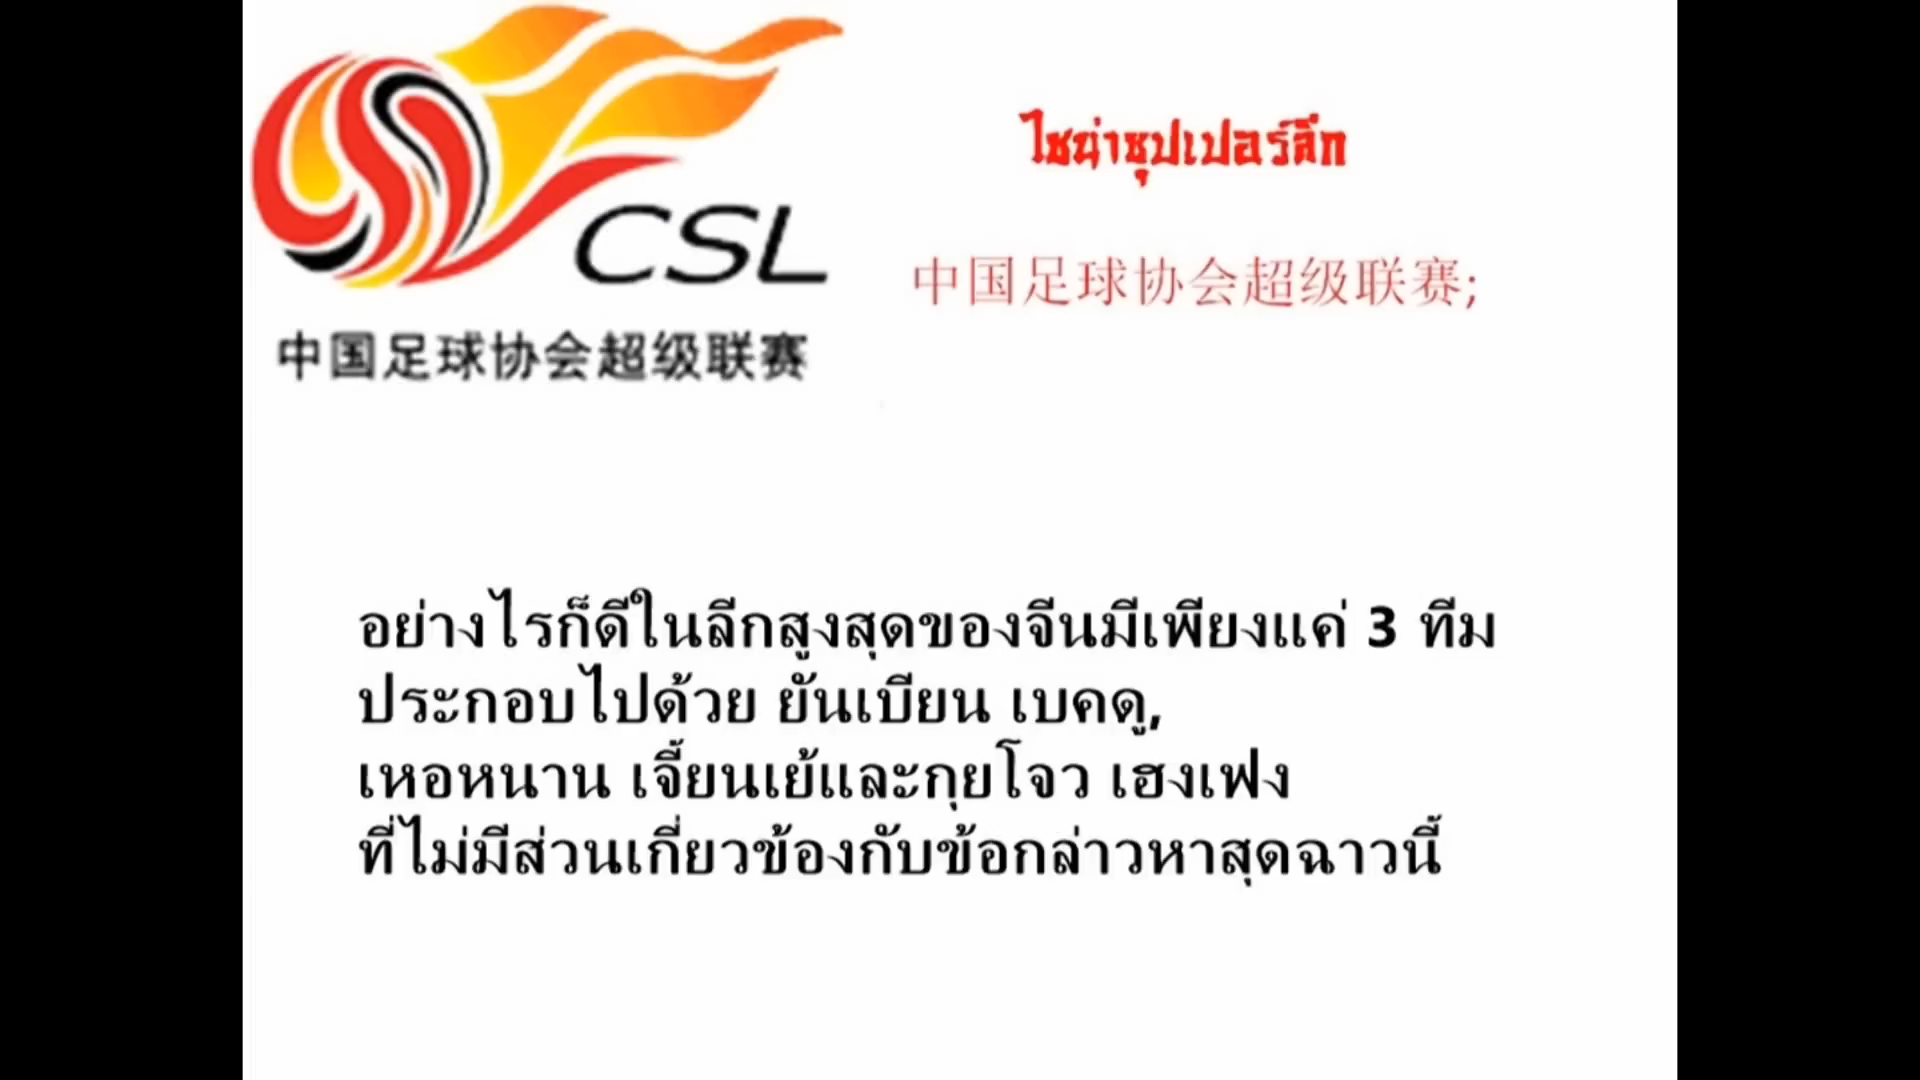 CSL
中国足球协会超级联赛
ไชน่าซุปเปอร์ลีก
中国足球协会超级联赛;
อย่างไรก็ดีในลีกสูงสุดของจีนมีเพียงแค่ 3 ทีม
ประกอบไปด้วย ยันเบียน เบคดู,
เหอหนาน เจี้ยนเย้และกุยโจว เฮงเฟง
ที่ไม่มีส่วนเกี่ยวข้องกับข้อกล่าวหาสุดฉาวนี้